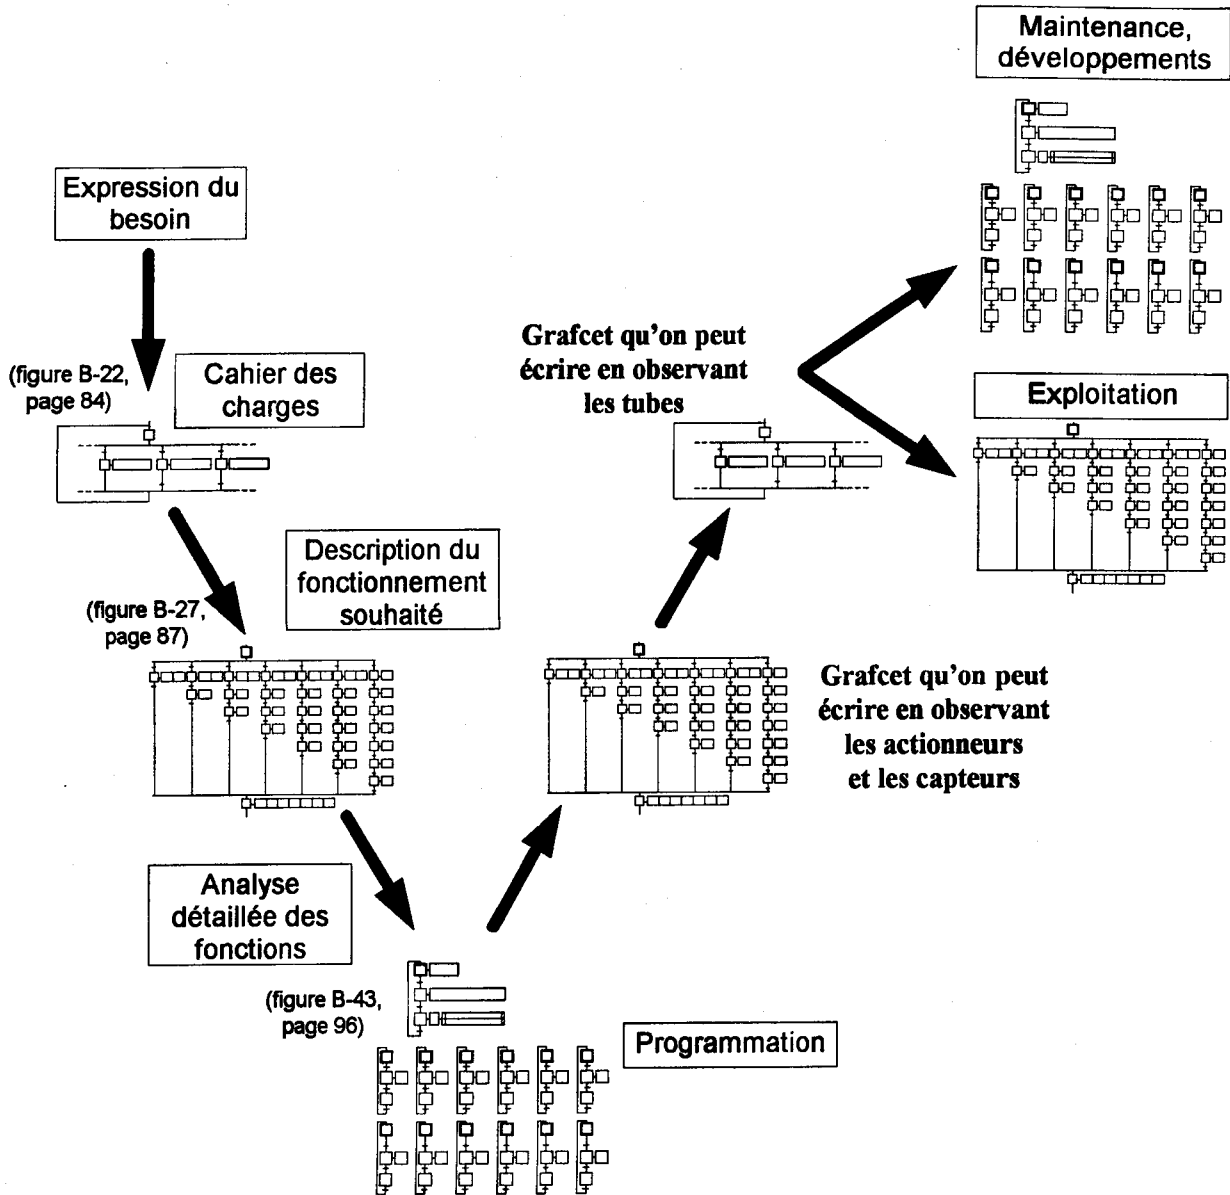 Maintenance,
développements
Expression du
besoin
(figure B-22,
page 84)
Cahier des
charges
Grafcet qu'on peut
écrire en observant
les tubes
Exploitation
Description du
fonctionnement
souhaité
(figure B-27,
page 87)
Grafcet qu'on peut
écrire en observant
les actionneurs
et les capteurs
Analyse
détaillée des
fonctions
(figure B-43,
page 96)
Programmation